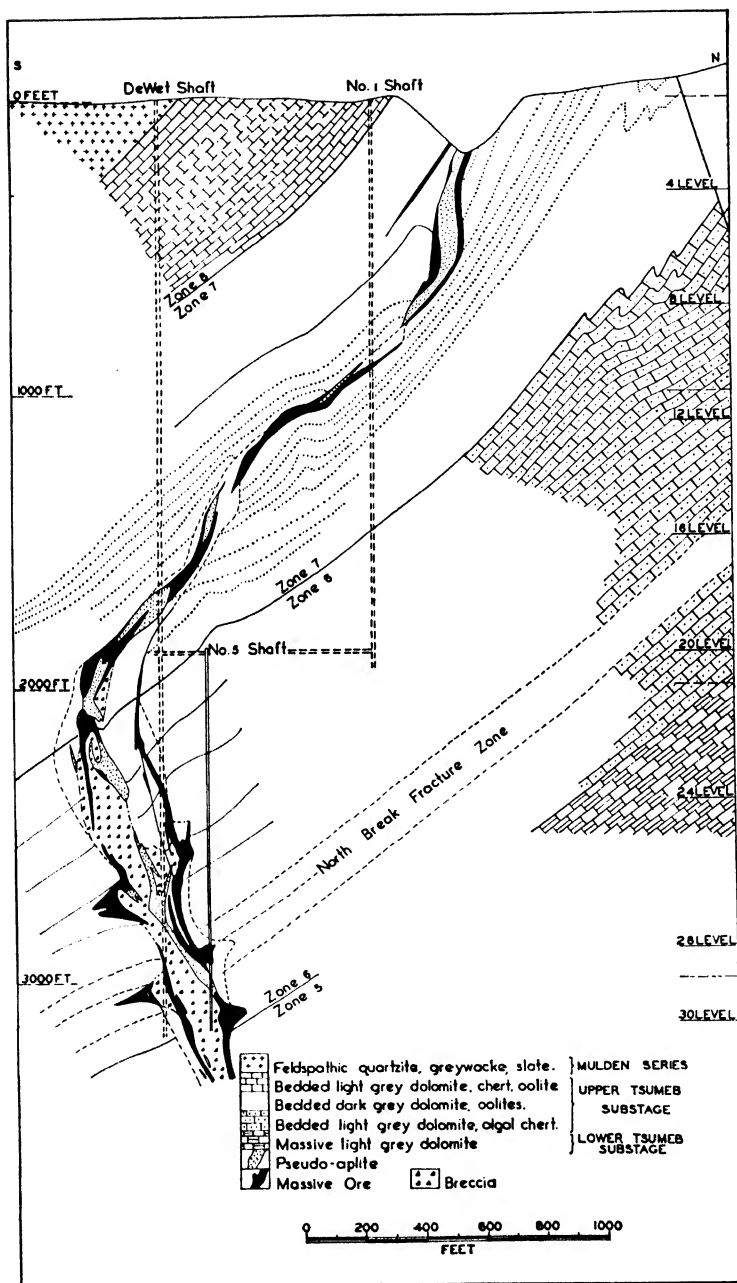 S
N
DeWet Shaft
No. 1 Shaft
0 FEET
4 LEVEL
Zone 8
Zone 7
8 LEVEL
1000 FT
12 LEVEL
16 LEVEL
Zone 7
Zone 6
No. 5 Shaft
20 LEVEL
2000 FT
24 LEVEL
North Break Fracture Zone
28 LEVEL
3000 FT
Zone 6
Zone 5
30 LEVEL
Feldspathic quartzite, greywacke, slate. } MULDEN SERIES
Bedded light grey dolomite, chert, oolite
Bedded dark grey dolomite, oolites.
UPPER TSUMEB
SUBSTAGE
Bedded light grey dolomite, algal chert.
Massive light grey dolomite
LOWER TSUMEB
SUBSTAGE
Pseudo-aplite
Massive Ore
Breccia
0 200 400 600 800 1000
FEET